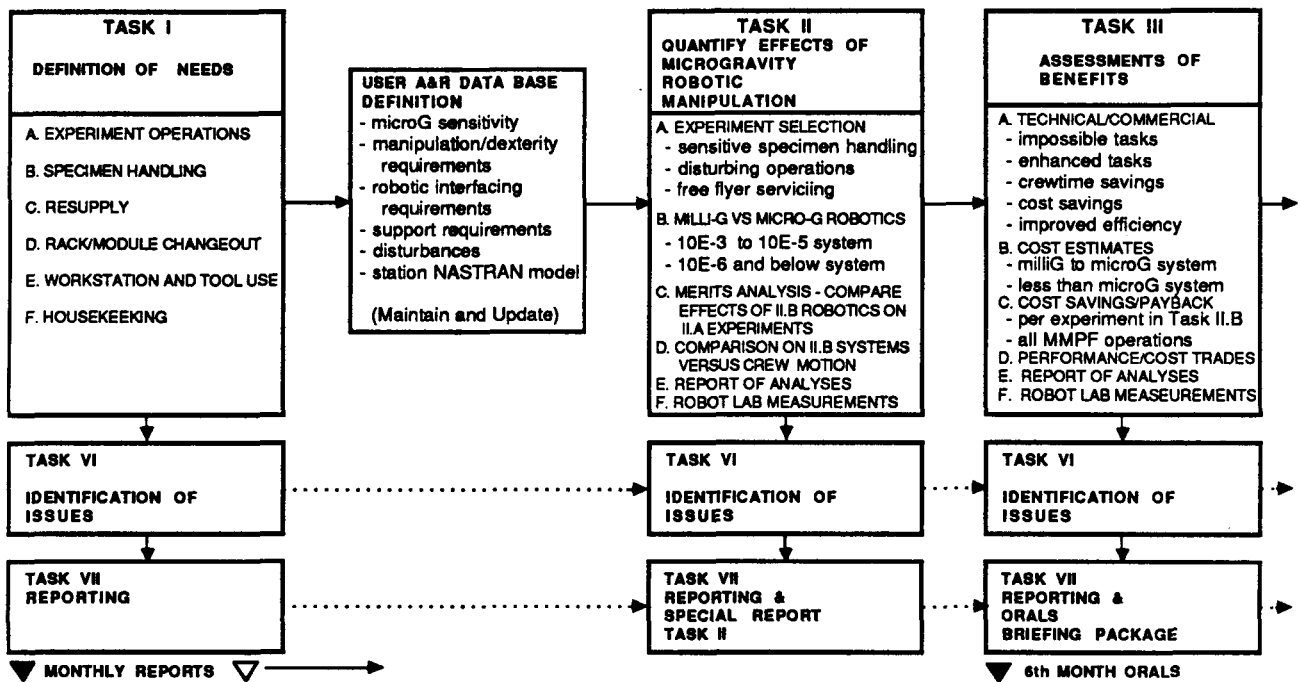 TASK I
DEFINITION OF NEEDS
A. EXPERIMENT OPERATIONS
B. SPECIMEN HANDLING
C. RESUPPLY
D. RACK/MODULE CHANGEOUT
E. WORKSTATION AND TOOL USE
F. HOUSEKEEKING
USER A&R DATA BASE
DEFINITION
- microG sensitivity
- manipulation/dexterity
requirements
- robotic interfacing
requirements
- support requirements
- disturbances
- station NASTRAN model
(Maintain and Update)
TASK II
QUANTIFY EFFECTS OF
MICROGRAVITY
ROBOTIC
MANIPULATION
A. EXPERIMENT SELECTION
- sensitive specimen handling
- disturbing operations
- free flyer serviciing
B. MILLI-G VS MICRO-G ROBOTICS
- 10E-3 to 10E-5 system
- 10E-6 and below system
C. MERITS ANALYSIS - COMPARE
EFFECTS OF II.B ROBOTICS ON
II.A EXPERIMENTS
D. COMPARISON ON II.B SYSTEMS
VERSUS CREW MOTION
E. REPORT OF ANALYSES
F. ROBOT LAB MEASUREMENTS
TASK III
ASSESSMENTS OF
BENEFITS
A. TECHNICAL/COMMERCIAL
- impossible tasks
- enhanced tasks
- crewtime savings
- cost savings
- improved efficiency
B. COST ESTIMATES
- milliG to microG system
- less than microG system
C. COST SAVINGS/PAYBACK
- per experiment in Task II.B
- all MMPF operations
D. PERFORMANCE/COST TRADES
E. REPORT OF ANALYSES
F. ROBOT LAB MEASEUREMENTS
TASK VI
IDENTIFICATION OF
ISSUES
TASK VI
IDENTIFICATION OF
ISSUES
TASK VI
IDENTIFICATION OF
ISSUES
TASK VII
REPORTING
TASK VII
REPORTING &
SPECIAL REPORT
TASK II
TASK VII
REPORTING &
ORALS
BRIEFING PACKAGE
MONTHLY REPORTS
6th MONTH ORALS